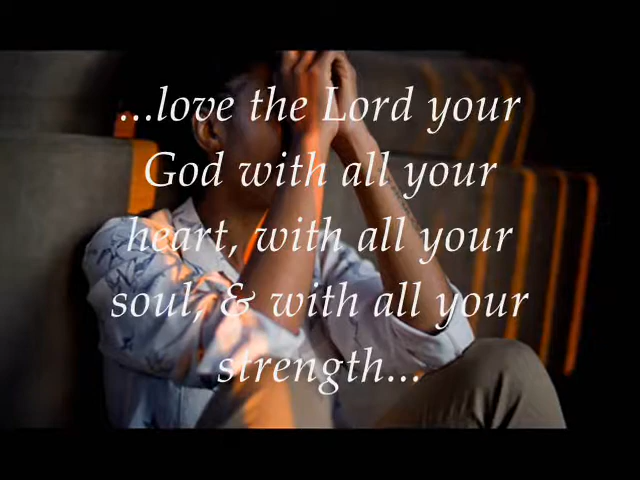 ...love the Lord your
God with all your
heart, with all your
soul, & with all your
strength...